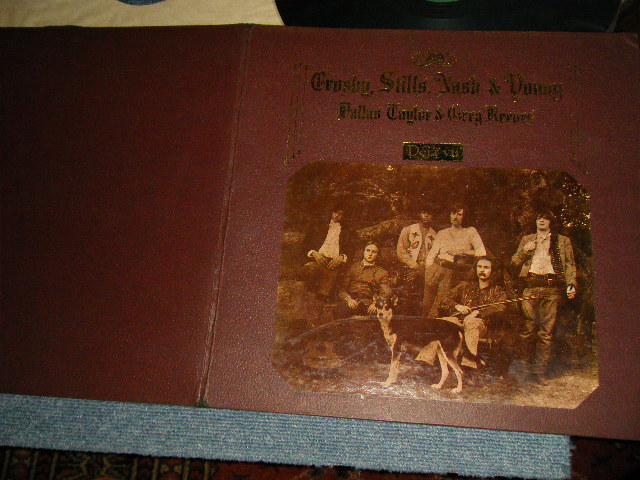 Crosby, Stills, Nash & Young
Dallas Taylor & Greg Reeves
Déjà vu